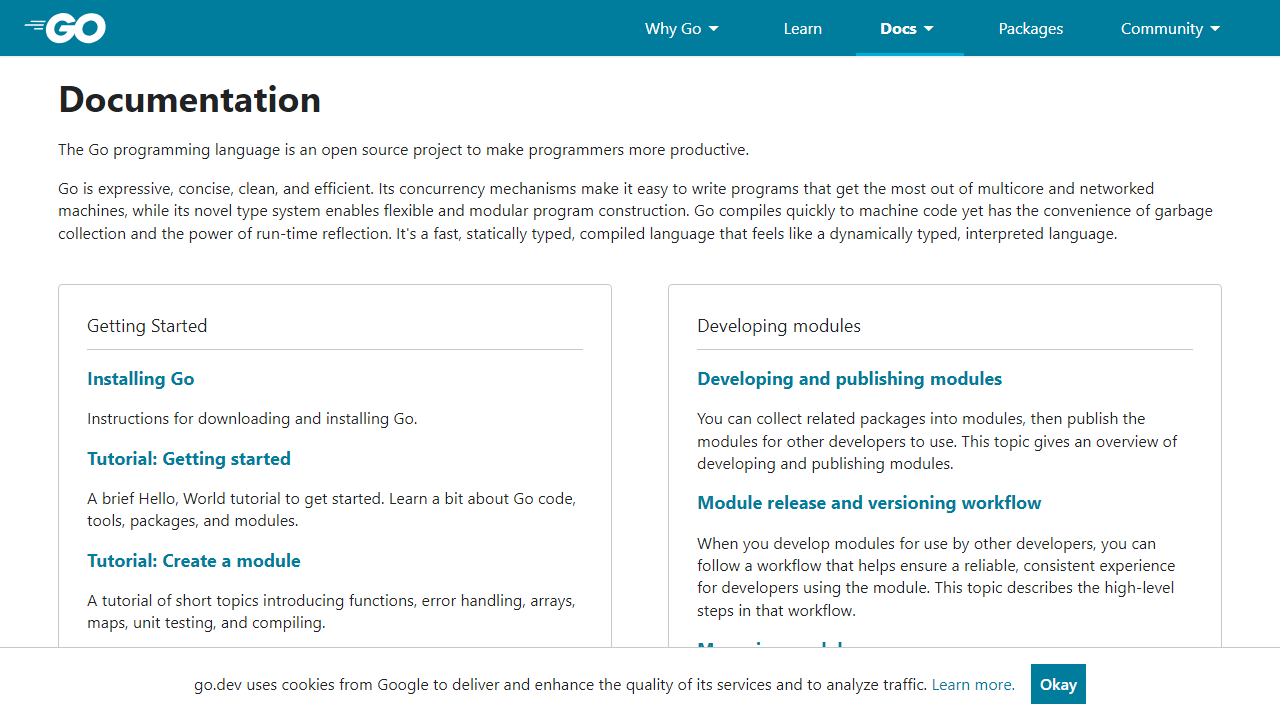 GO
Why Go
Learn
Docs
Packages
Community
Documentation
The Go programming language is an open source project to make programmers more productive.
Go is expressive, concise, clean, and efficient. Its concurrency mechanisms make it easy to write programs that get the most out of multicore and networked
machines, while its novel type system enables flexible and modular program construction. Go compiles quickly to machine code yet has the convenience of garbage
collection and the power of run-time reflection. It's a fast, statically typed, compiled language that feels like a dynamically typed, interpreted language.
Getting Started
Installing Go
Instructions for downloading and installing Go.
Tutorial: Getting started
A brief Hello, World tutorial to get started. Learn a bit about Go code,
tools, packages, and modules.
Tutorial: Create a module
A tutorial of short topics introducing functions, error handling, arrays,
maps, unit testing, and compiling.
Developing modules
Developing and publishing modules
You can collect related packages into modules, then publish the
modules for other developers to use. This topic gives an overview of
developing and publishing modules.
Module release and versioning workflow
When you develop modules for use by other developers, you can
follow a workflow that helps ensure a reliable, consistent experience
for developers using the module. This topic describes the high-level
steps in that workflow.
go.dev uses cookies from Google to deliver and enhance the quality of its services and to analyze traffic. Learn more.
Okay